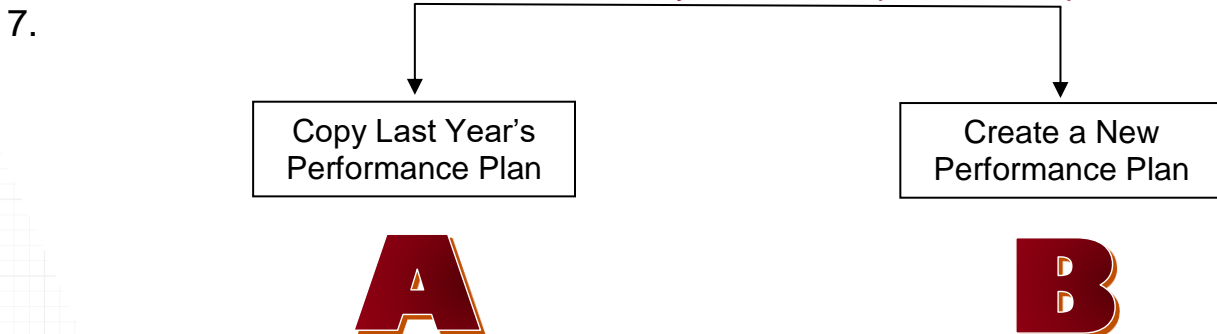 7.
Copy Last Year's
Performance Plan
Create a New
Performance Plan
A
B